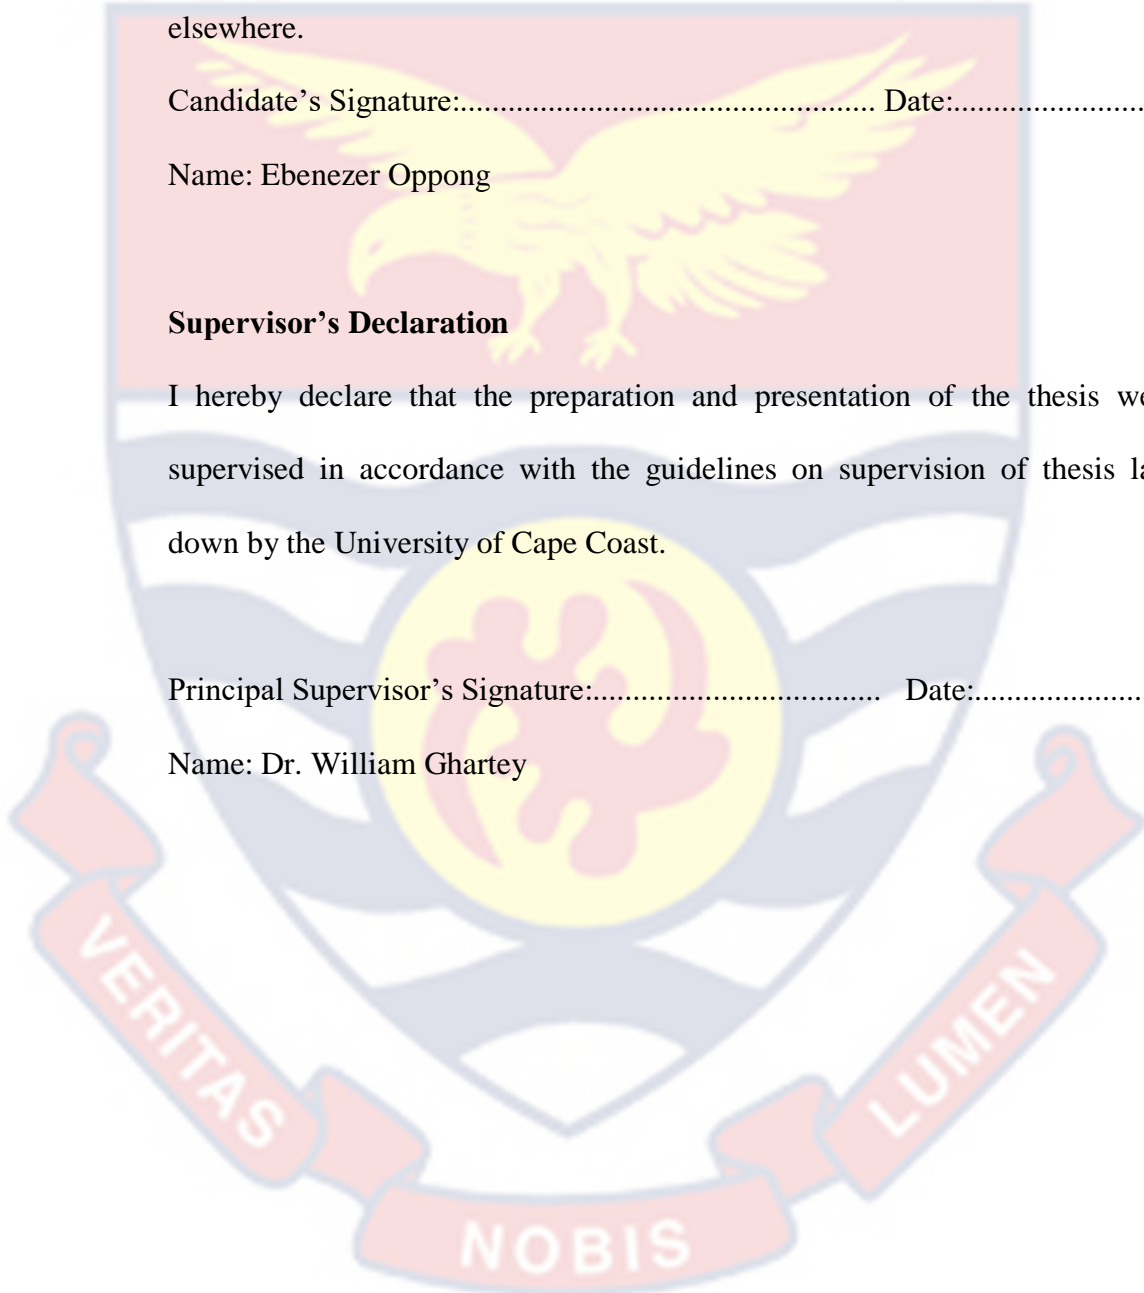 elsewhere.
Candidate’s Signature:.................................................... Date:........................
Name: Ebenezer Oppong
Supervisor’s Declaration
I hereby declare that the preparation and presentation of the thesis we
supervised in accordance with the guidelines on supervision of thesis la
down by the University of Cape Coast.
Principal Supervisor’s Signature:.................................... Date:.....................
Name: Dr. William Ghartey
VERITAS
NOBIS
LUMEN